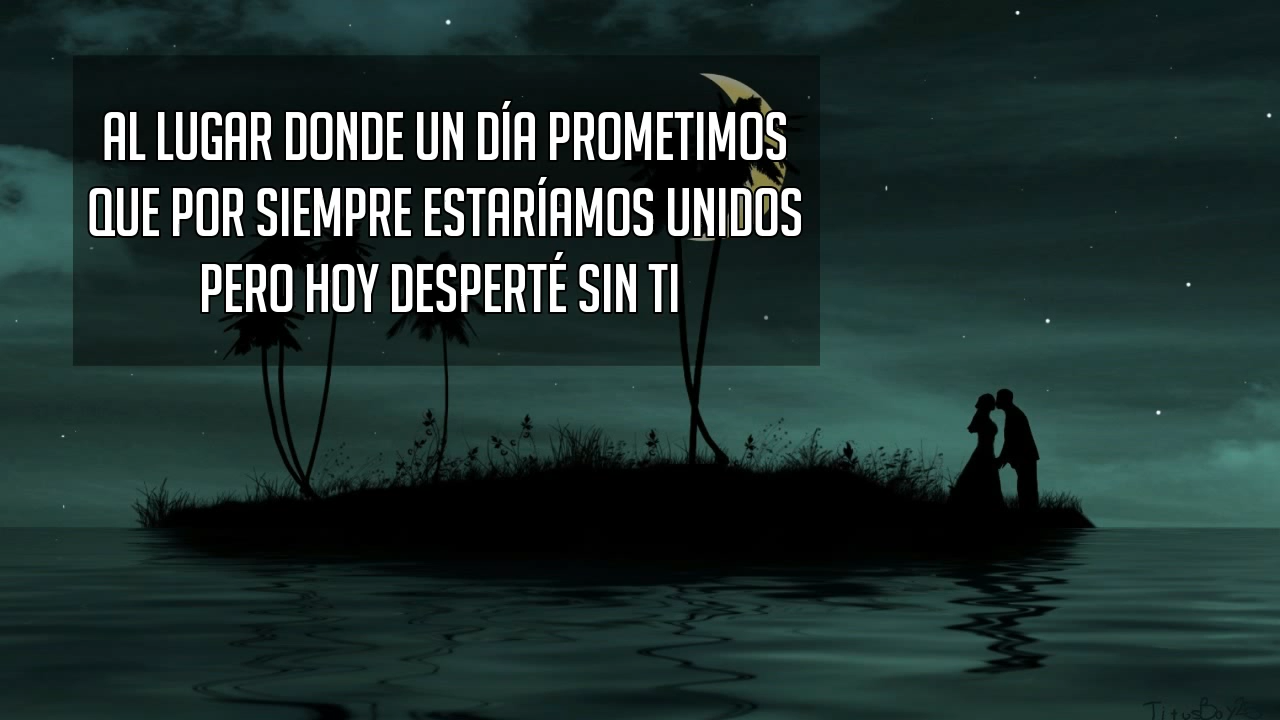 AL LUGAR DONDE UN DÍA PROMETIMOS
QUE POR SIEMPRE ESTARÍAMOS UNIDOS
PERO HOY DESPERTÉ SIN TI